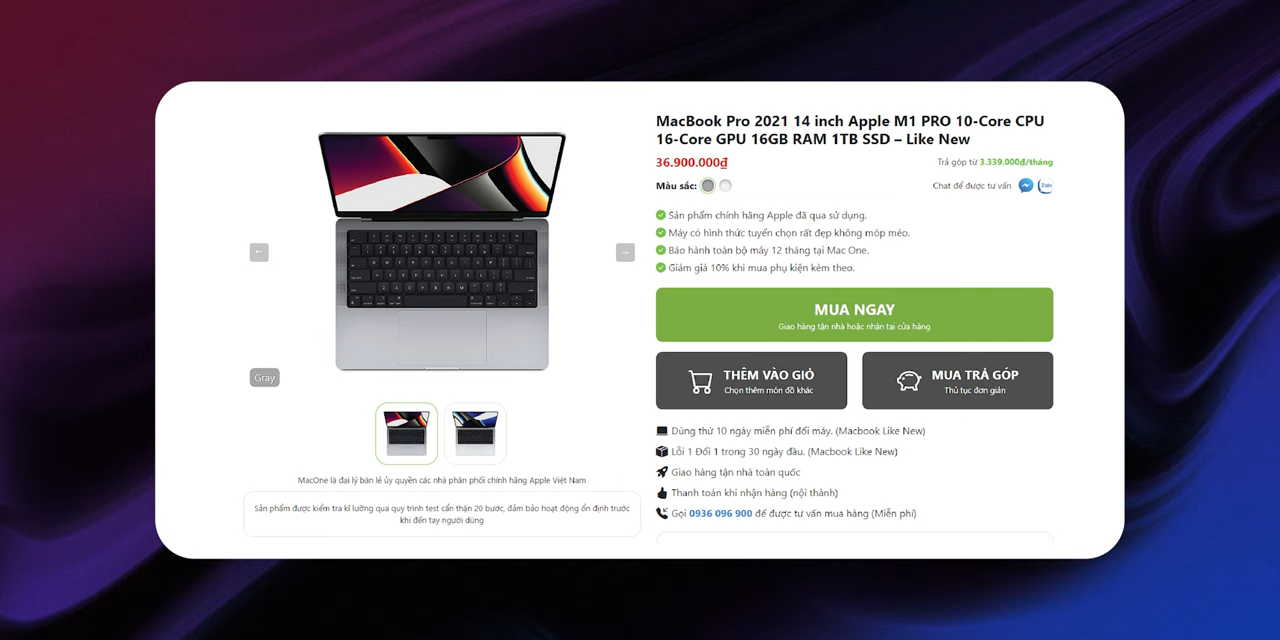 MacBook Pro 2021 14 inch Apple M1 PRO 10-Core CPU
16-Core GPU 16GB RAM 1TB SSD – Like New
36.900.000₫
Trả góp từ 3.339.000₫/tháng
Màu sắc:
Chat để được tư vấn
Zalo
Sản phẩm chính hãng Apple đã qua sử dụng.
Máy có hình thức tuyển chọn rất đẹp không móp méo.
Bảo hành toàn bộ máy 12 tháng tại Mac One.
Giảm giá 10% khi mua phụ kiện kèm theo.
MUA NGAY
Giao hàng tận nhà hoặc nhận tại cửa hàng
THÊM VÀO GIỎ
Chọn thêm món đồ khác
MUA TRẢ GÓP
Thủ tục đơn giản
Dùng thử 10 ngày miễn phí đổi máy. (Macbook Like New)
Lỗi 1 Đổi 1 trong 30 ngày đầu. (Macbook Like New)
Giao hàng tận nhà toàn quốc
Thanh toán khi nhận hàng (nội thành)
Gọi 0936 096 900 để được tư vấn mua hàng (Miễn phí)
Gray
MacOne là đại lý bán lẻ ủy quyền các nhà phân phối chính hãng Apple Việt Nam
Sản phẩm được kiểm tra kĩ lưỡng qua quy trình test cẩn thận 20 bước, đảm bảo hoạt động ổn định trước
khi đến tay người dùng